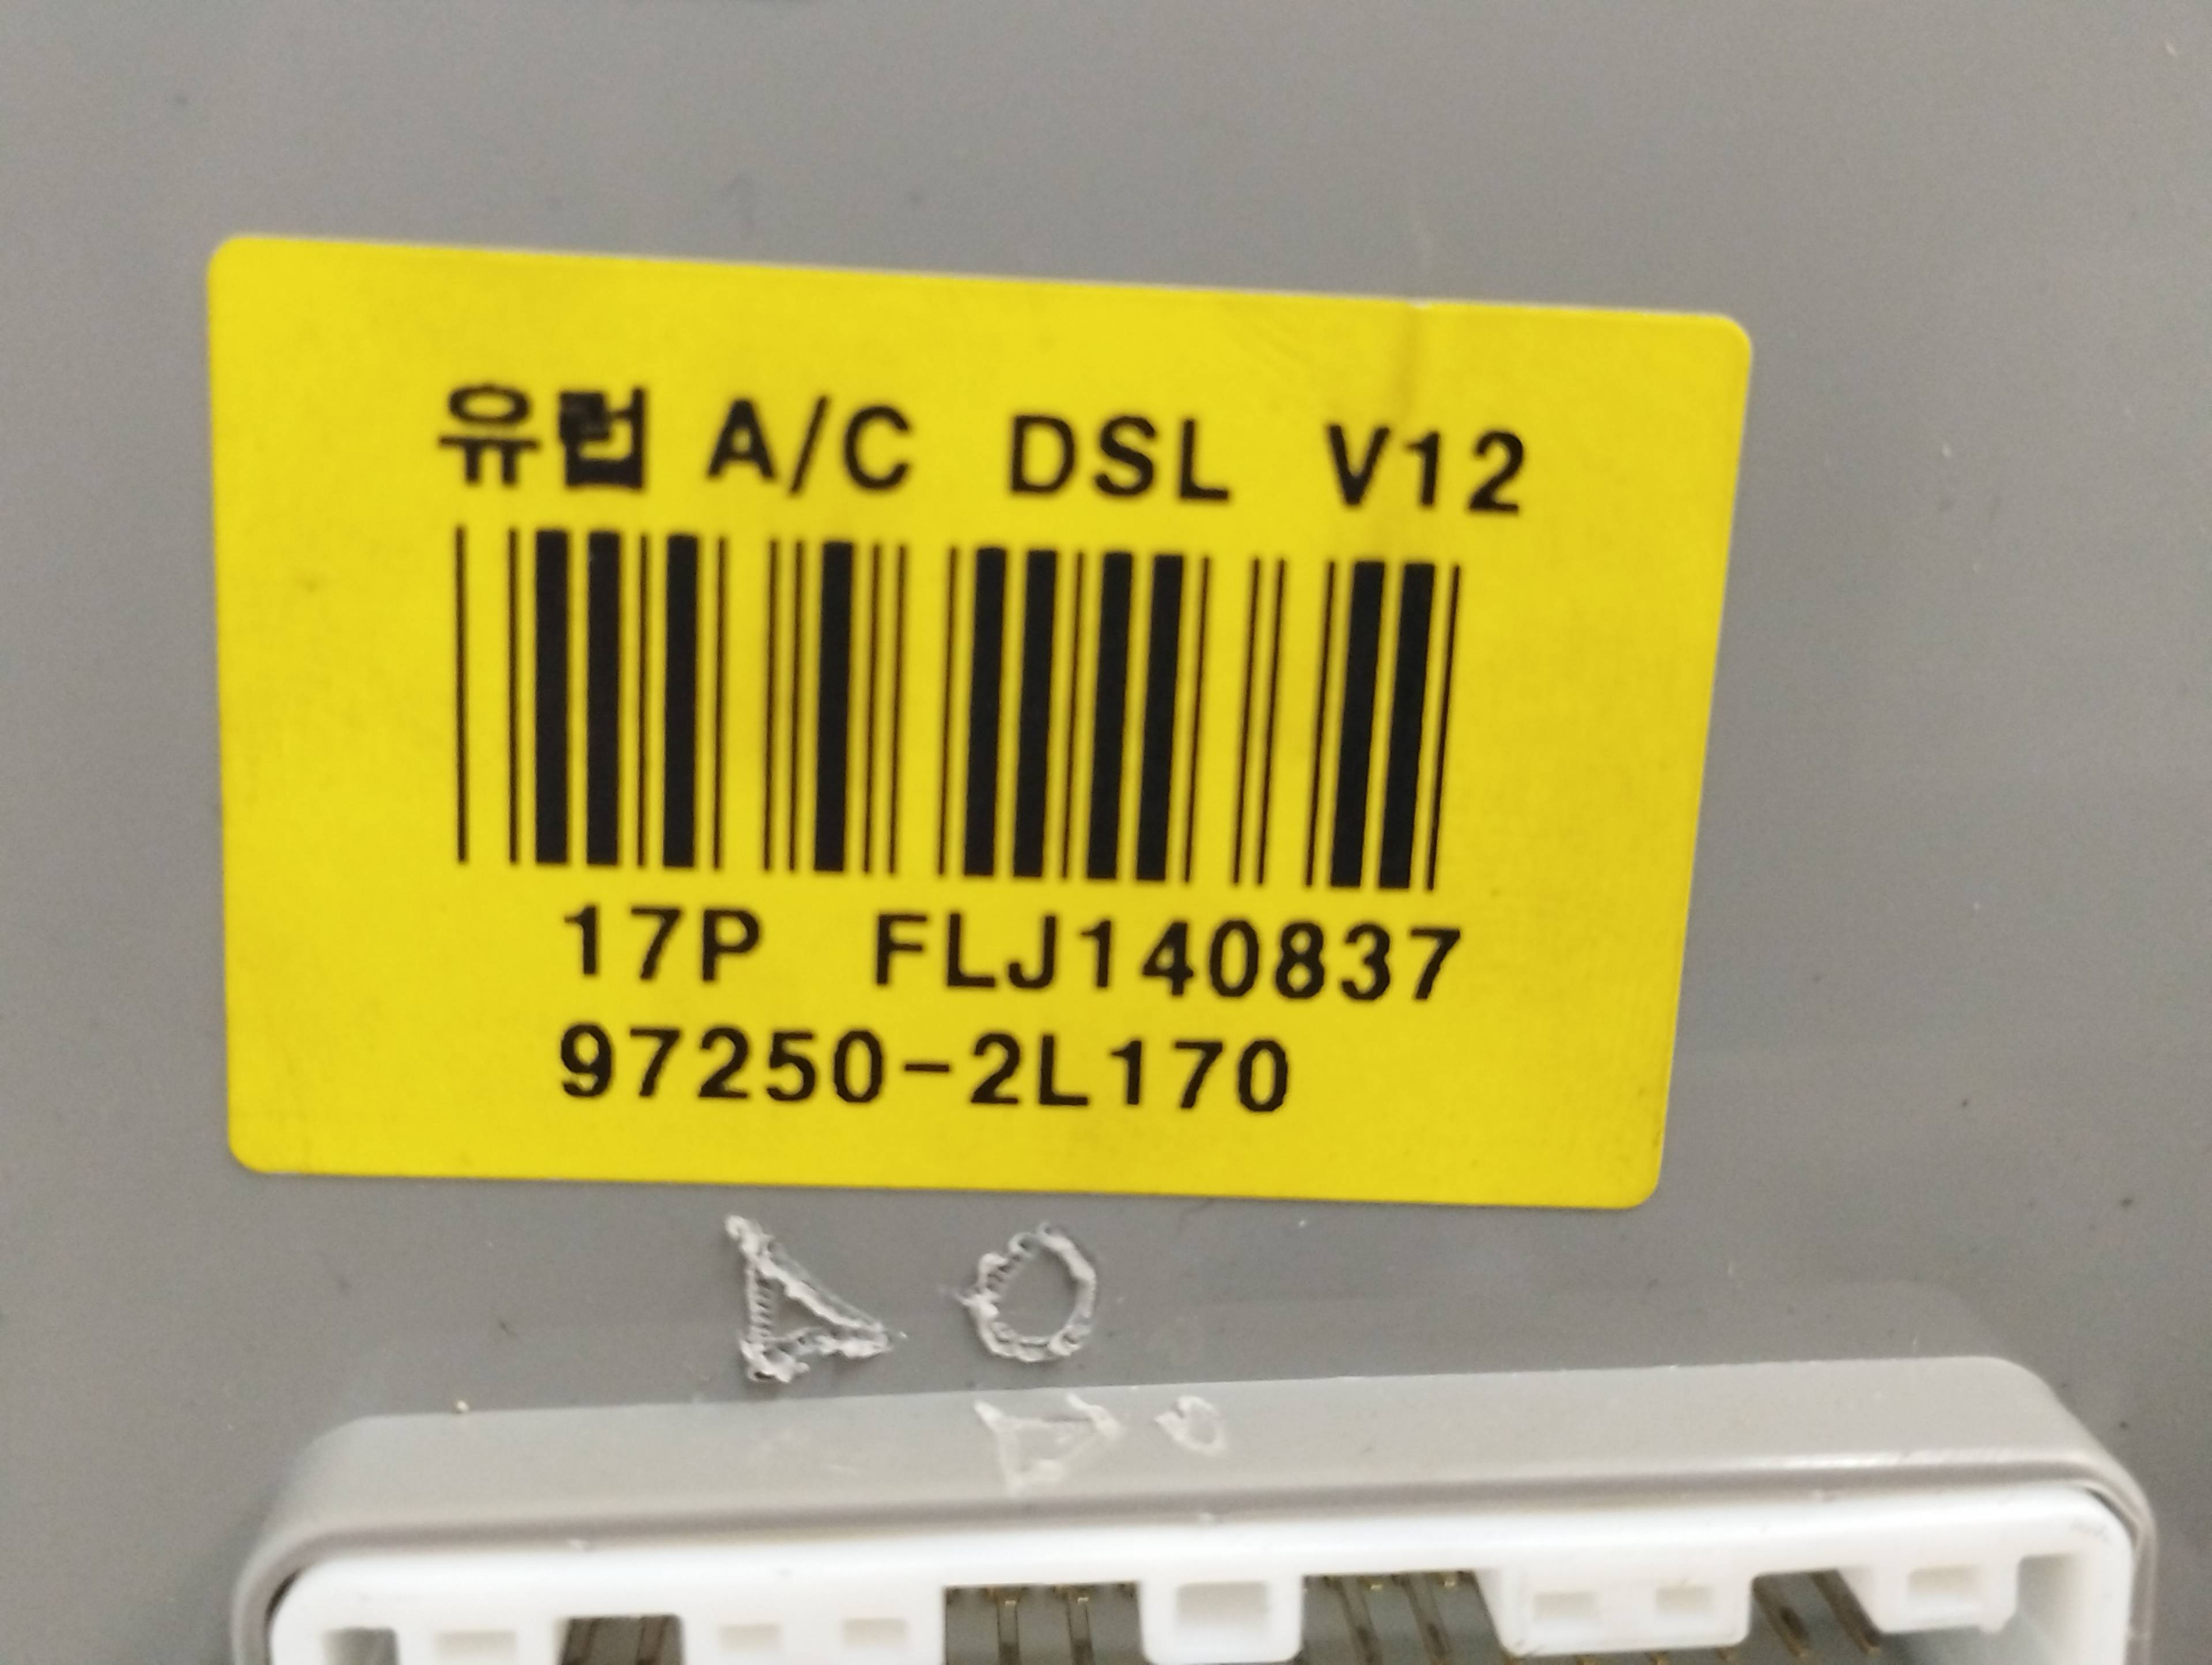 유럽 A/C DSL V12
17P FLJ140837
97250-2L170